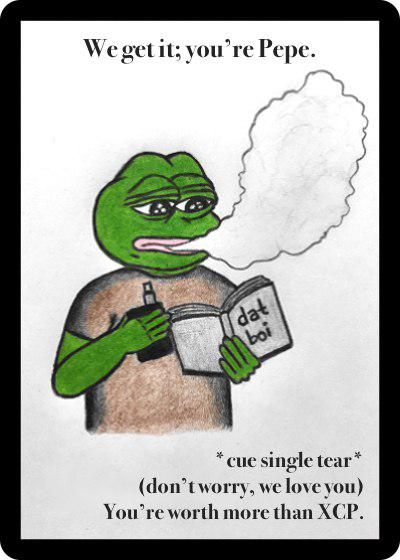 We get it; you're Pepe.
dat
boi
*cue single tear*
(don't worry, we love you)
You're worth more than XCP.